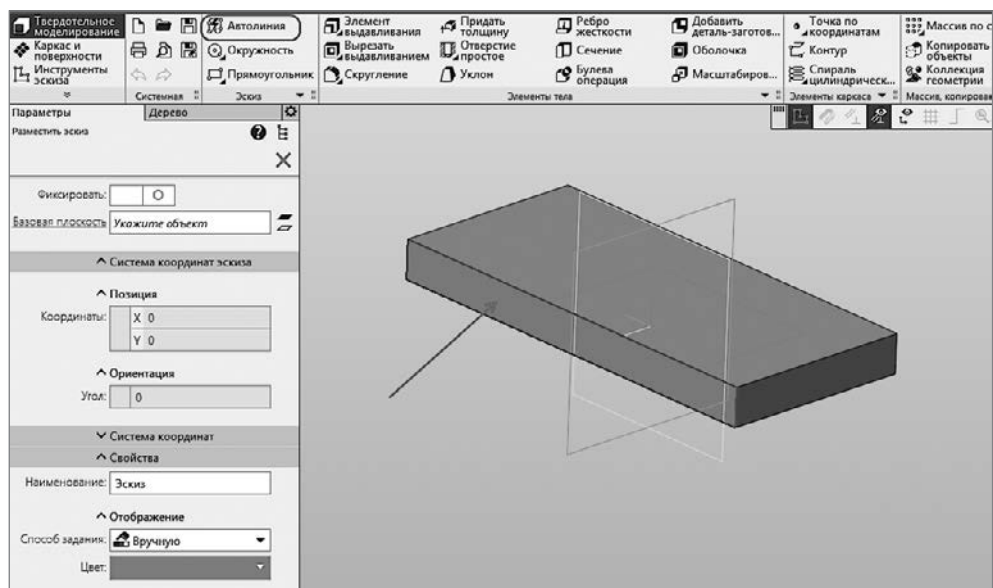 Твердотельное моделирование
Каркас и поверхности
Инструменты эскиза
Системная
Автолиния
Окружность
Прямоугольник
Эскиз
Элемент выдавливания
Вырезать выдавливанием
Скругление
Придать толщину
Отверстие простое
Уклон
Ребро жесткости
Сечение
Булева операция
Добавить деталь-заготов...
Оболочка
Масштабиров...
Элементы тела
Точка по координатам
Контур
Спираль цилиндрическ...
Элементы каркаса
Массив по с
Копировать объекты
Коллекция геометрии
Массив, копирован
Параметры
Дерево
Разместить эскиз
Фиксировать:
Базовая плоскость Укажите объект
Система координат эскиза
Позиция
Координаты: X 0
Y 0
Ориентация
Угол: 0
Система координат
Свойства
Наименование: Эскиз
Отображение
Способ задания: Вручную
Цвет: